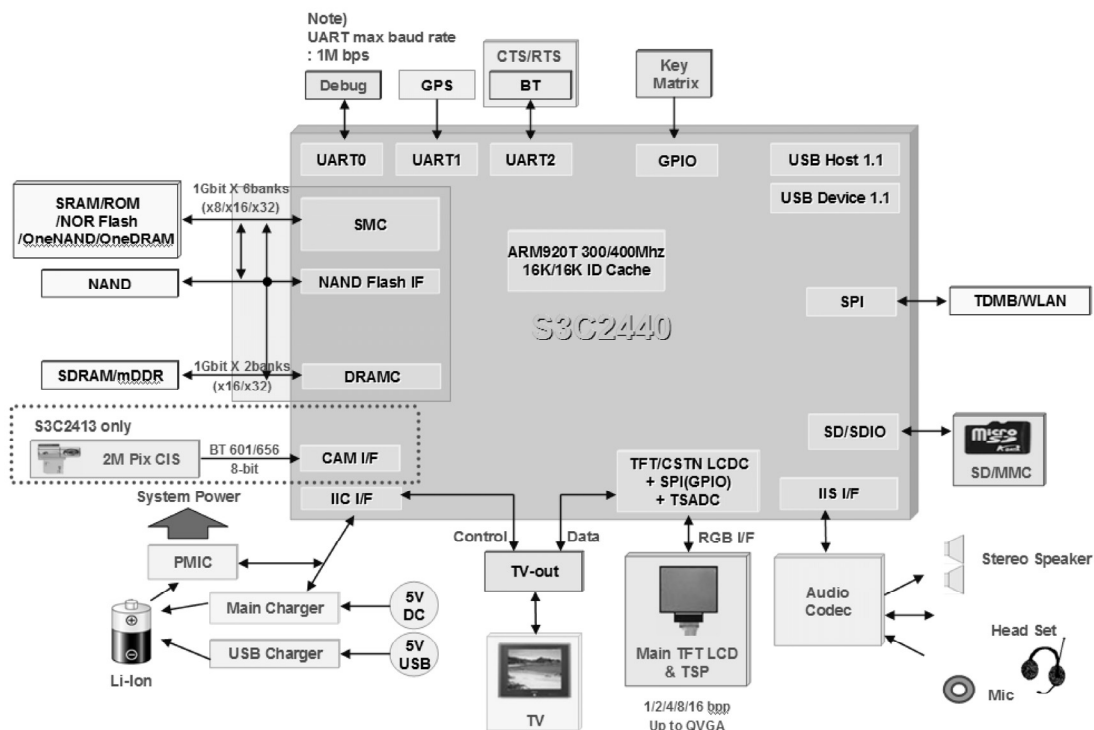 Note)
UART max baud rate
: 1M bps
CTS/RTS
Debug
GPS
BT
Key
Matrix
UART0
UART1
UART2
GPIO
USB Host 1.1
USB Device 1.1
1Gbit X 6banks
(x8/x16/x32)
SRAM/ROM
/NOR Flash
/OneNAND/OneDRAM
SMC
ARM920T 300/400Mhz
16K/16K ID Cache
NAND
NAND Flash IF
S3C2440
SPI
TDMB/WLAN
SDRAM/mDDR
1Gbit X 2banks
(x16/x32)
DRAMC
S3C2413 only
2M Pix CIS
BT 601/656
8-bit
CAM I/F
SD/SDIO
Micro
SD
SD/MMC
TFT/CSTN LCDC
+ SPI(GPIO)
+ TSADC
IIC I/F
IIS I/F
System Power
PMIC
Control
Data
RGB I/F
TV-out
Main Charger
5V
DC
USB Charger
5V
USB
Li-Ion
TV
Main TFT LCD
& TSP
1/2/4/8/16 bpp
Up to QVGA
Audio
Codec
Stereo Speaker
Head Set
Mic